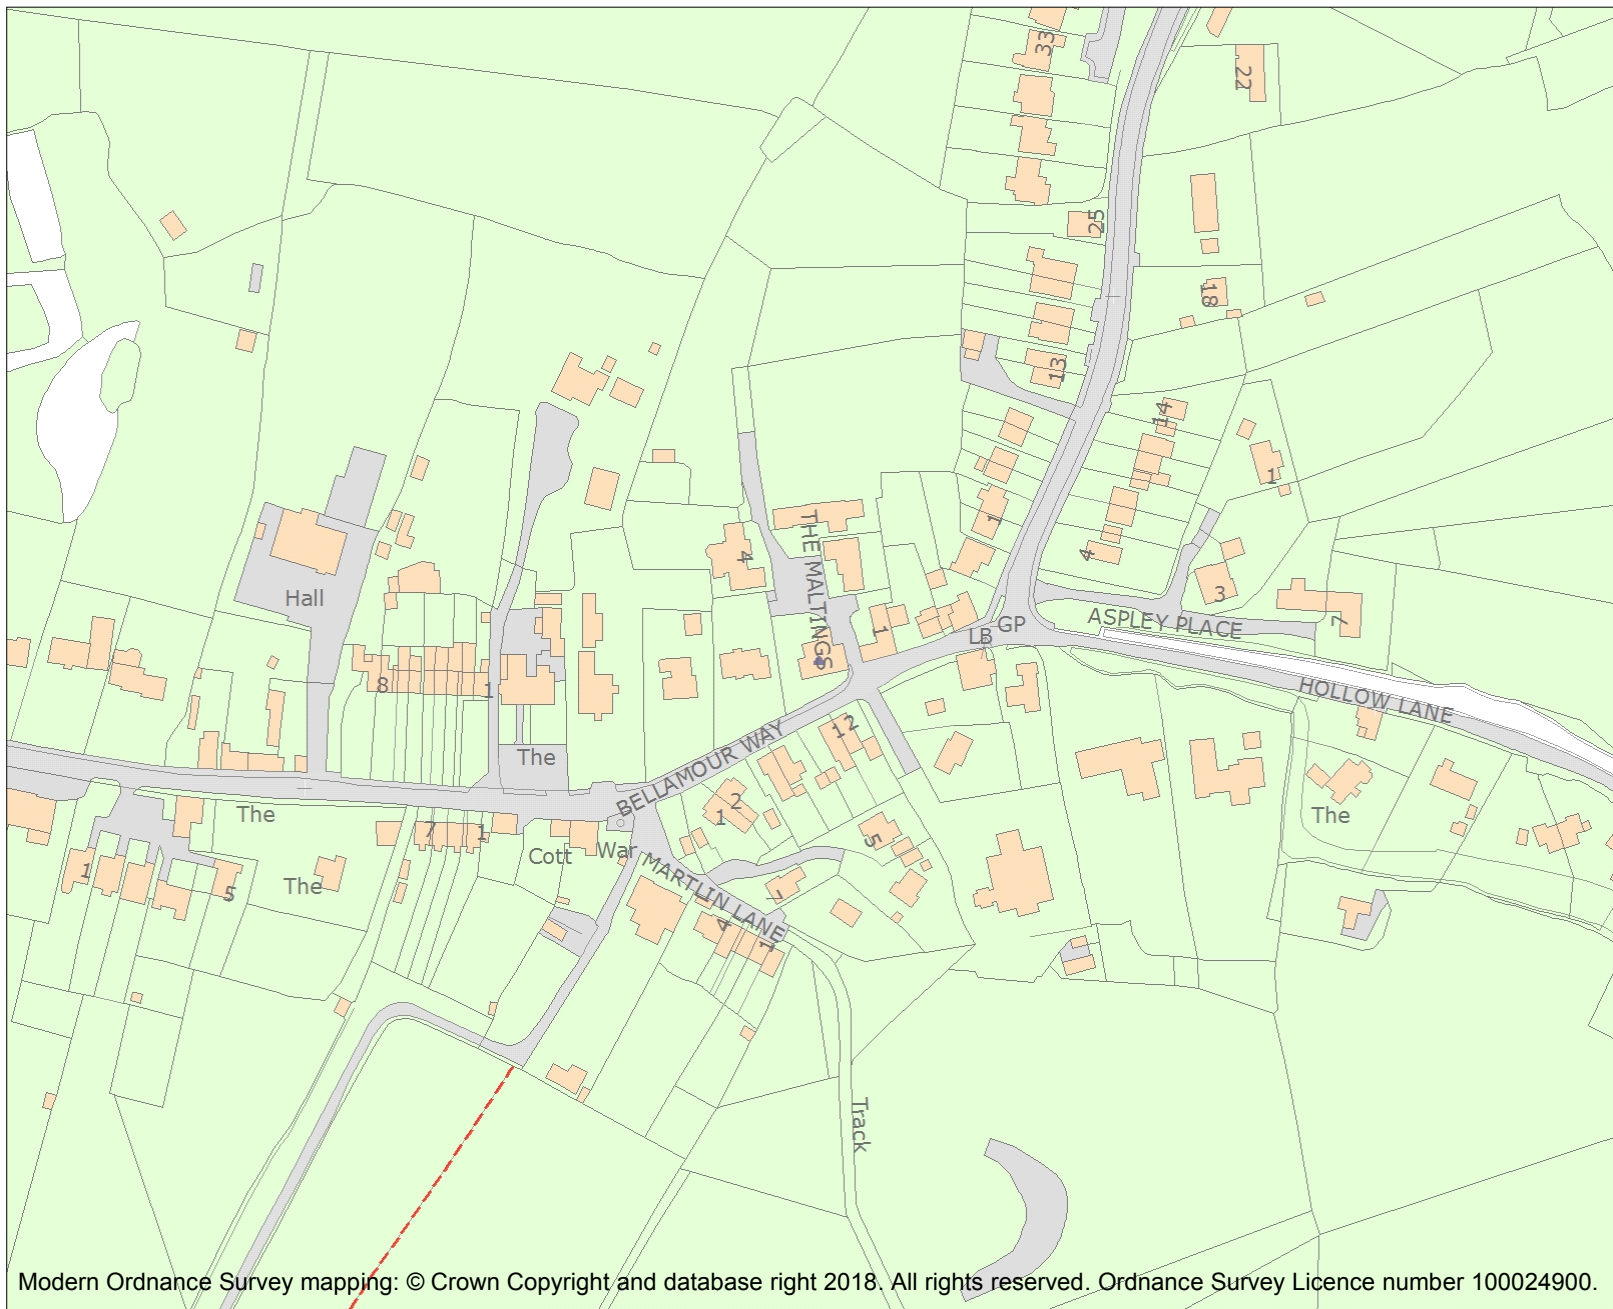 33
22
25
18
13
14
1
1
4
4
THE MALTINGS
3
Hall
ASPLEY PLACE
7
GP
LB
1
8
1
HOLLOW LANE
2
1
The
BELLAMOUR WAY
2
1
The
The
7
1
5
Cott
War
MARTLIN LANE
1
The
5
7
4
1
Track
Modern Ordnance Survey mapping: © Crown Copyright and database right 2018. All rights reserved. Ordnance Survey Licence number 100024900.